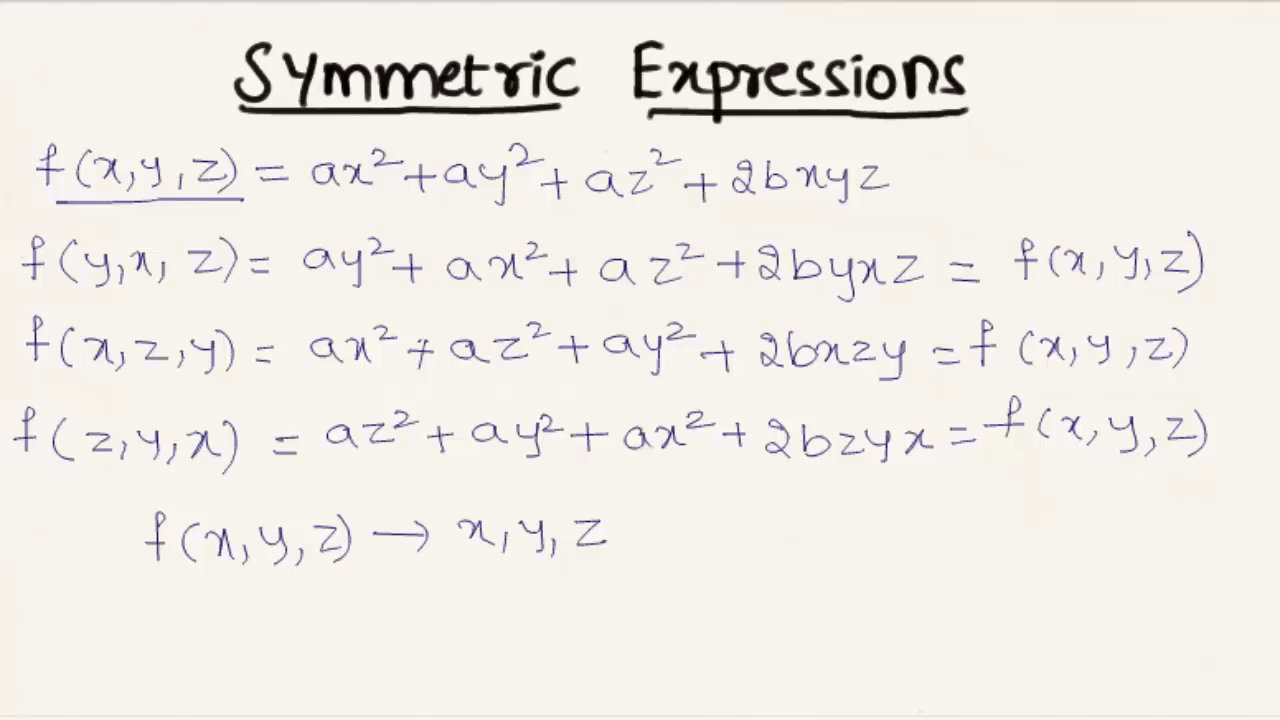 Symmetric Expressions
f(x,y,z) = ax²+ay²+az²+2bxyz
f(y,x,z) = ay²+ax²+az²+2byxz = f(x,y,z)
f(x,z,y) = ax²+az²+ay²+2bxzy = f(x,y,z)
f(z,y,x) = az²+ay²+ax²+2bzyx = f(x,y,z)
f(x,y,z) → x,y,z